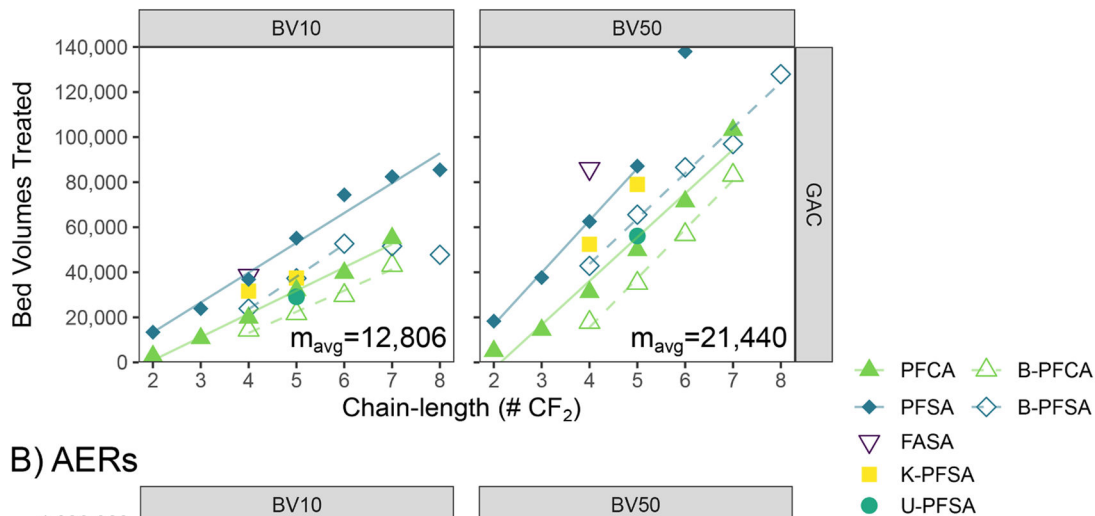 BV10 BV50
140,000
120,000
100,000
80,000
60,000
40,000
20,000
0
Bed Volumes Treated
m_avg=12,806 m_avg=21,440
GAC
2 3 4 5 6 7 8 2 3 4 5 6 7 8
Chain-length (# CF₂)
PFCA B-PFCA
PFSA B-PFSA
FASA
K-PFSA
U-PFSA
B) AERs
BV10 BV50